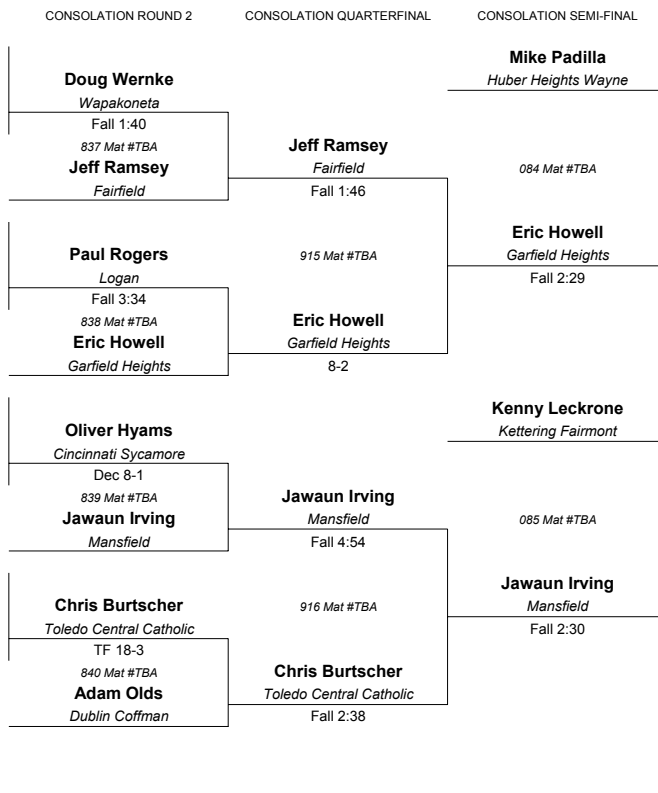 CONSOLATION ROUND 2
CONSOLATION QUARTERFINAL
CONSOLATION SEMI-FINAL
Doug Wernke
Wapakoneta
Fall 1:40
837 Mat #TBA
Jeff Ramsey
Fairfield
Paul Rogers
Logan
Fall 3:34
838 Mat #TBA
Eric Howell
Garfield Heights
Oliver Hyams
Cincinnati Sycamore
Dec 8-1
839 Mat #TBA
Jawaun Irving
Mansfield
Chris Burtscher
Toledo Central Catholic
TF 18-3
840 Mat #TBA
Adam Olds
Dublin Coffman
Jeff Ramsey
Fairfield
Fall 1:46
915 Mat #TBA
Eric Howell
Garfield Heights
8-2
Jawaun Irving
Mansfield
Fall 4:54
916 Mat #TBA
Chris Burtscher
Toledo Central Catholic
Fall 2:38
Mike Padilla
Huber Heights Wayne
084 Mat #TBA
Eric Howell
Garfield Heights
Fall 2:29
Kenny Leckrone
Kettering Fairmont
085 Mat #TBA
Jawaun Irving
Mansfield
Fall 2:30